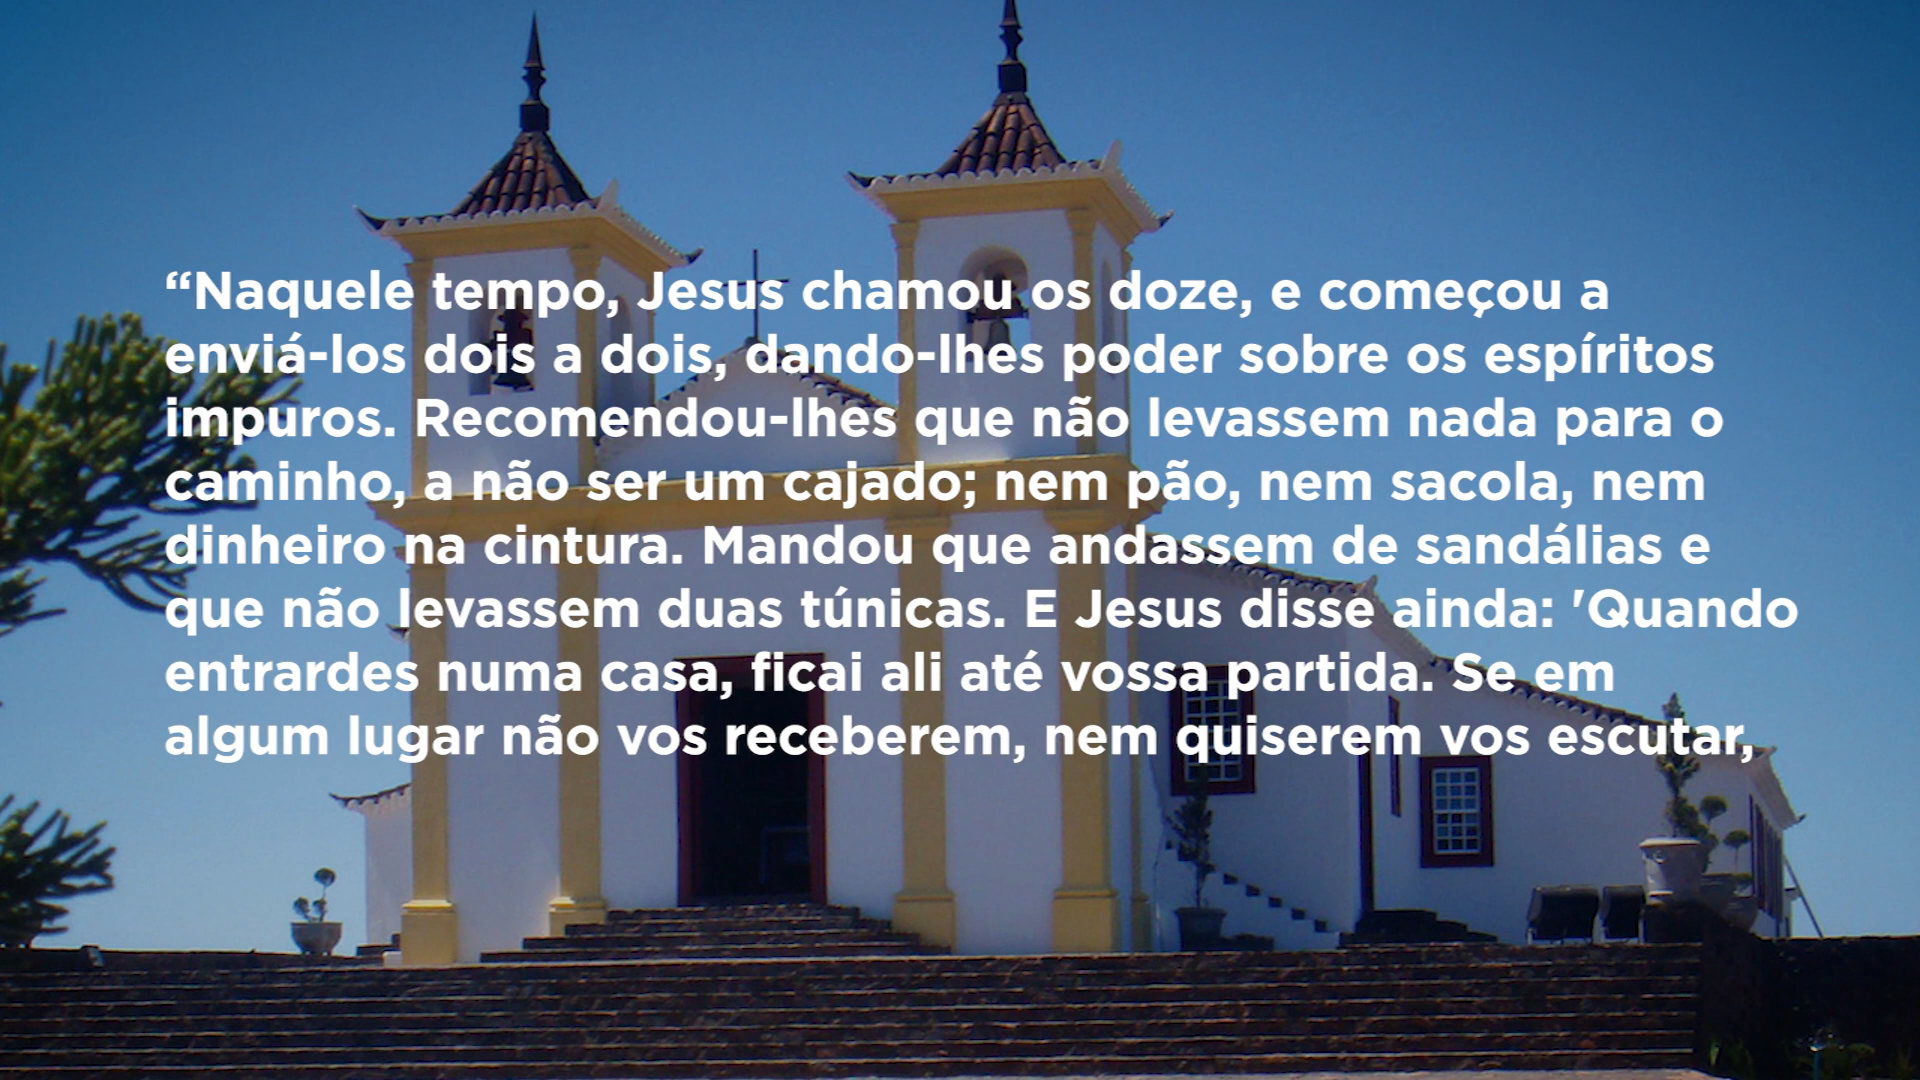 “Naquele tempo, Jesus chamou os doze, e começou a
enviá-los dois a dois, dando-lhes poder sobre os espíritos
impuros. Recomendou-lhes que não levassem nada para o
caminho, a não ser um cajado; nem pão, nem sacola, nem
dinheiro na cintura. Mandou que andassem de sandálias e
que não levassem duas túnicas. E Jesus disse ainda: 'Quando
entrardes numa casa, ficai ali até vossa partida. Se em
algum lugar não vos receberem, nem quiserem vos escutar,